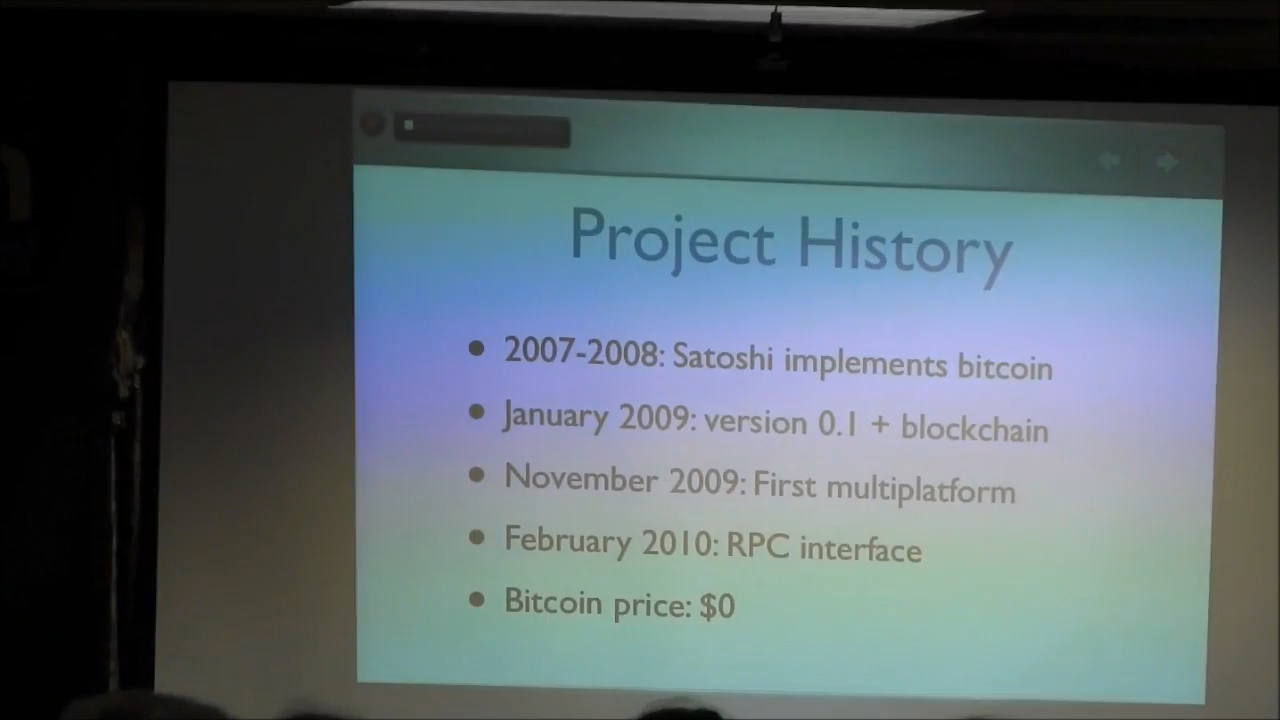 Project History
• 2007-2008: Satoshi implements bitcoin
• January 2009: version 0.1 + blockchain
• November 2009: First multiplatform
• February 2010: RPC interface
• Bitcoin price: $0